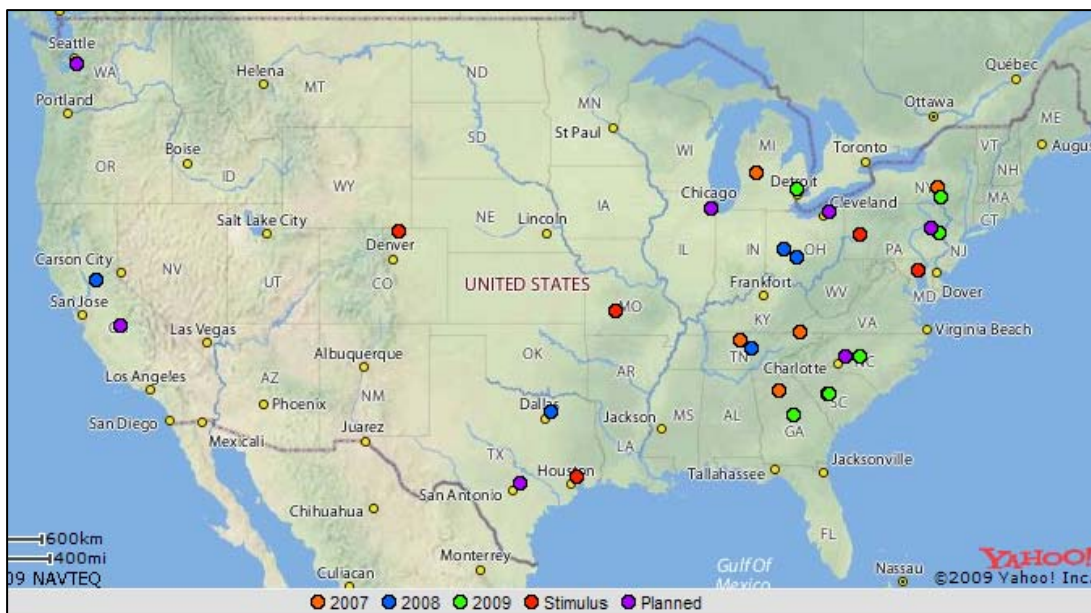 Québec
Seattle
WA
Helena
MT
ND
MN
Ottawa
ME
Portland
St Paul
WI
MI
Toronto
VT
Augus
OR
Boise
ID
SD
NH
WY
Detroit
NY
MA
Chicago
Cleveland
CT
Salt Lake City
NE
Lincoln
IA
Carson City
Denver
IL
IN
OH
PA
NJ
NV
UT
CO
UNITED STATES
Frankfort
MD
Dover
San Jose
MO
WV
KY
VA
Virginia Beach
Las Vegas
Albuquerque
OK
TN
Charlotte
NC
Los Angeles
AZ
NM
AR
SC
San Diego
Phoenix
Dallas
Jackson
MS
AL
GA
Mexicali
Juarez
TX
LA
Houston
Tallahassee
Jacksonville
San Antonio
Chihuahua
FL
600km
400mi
Monterrey
Gulf Of
Mexico
YAHOO!
09 NAVTEQ
Culiacan
Nassau
©2009 Yahoo! Inc.
2007 2008 2009 Stimulus Planned